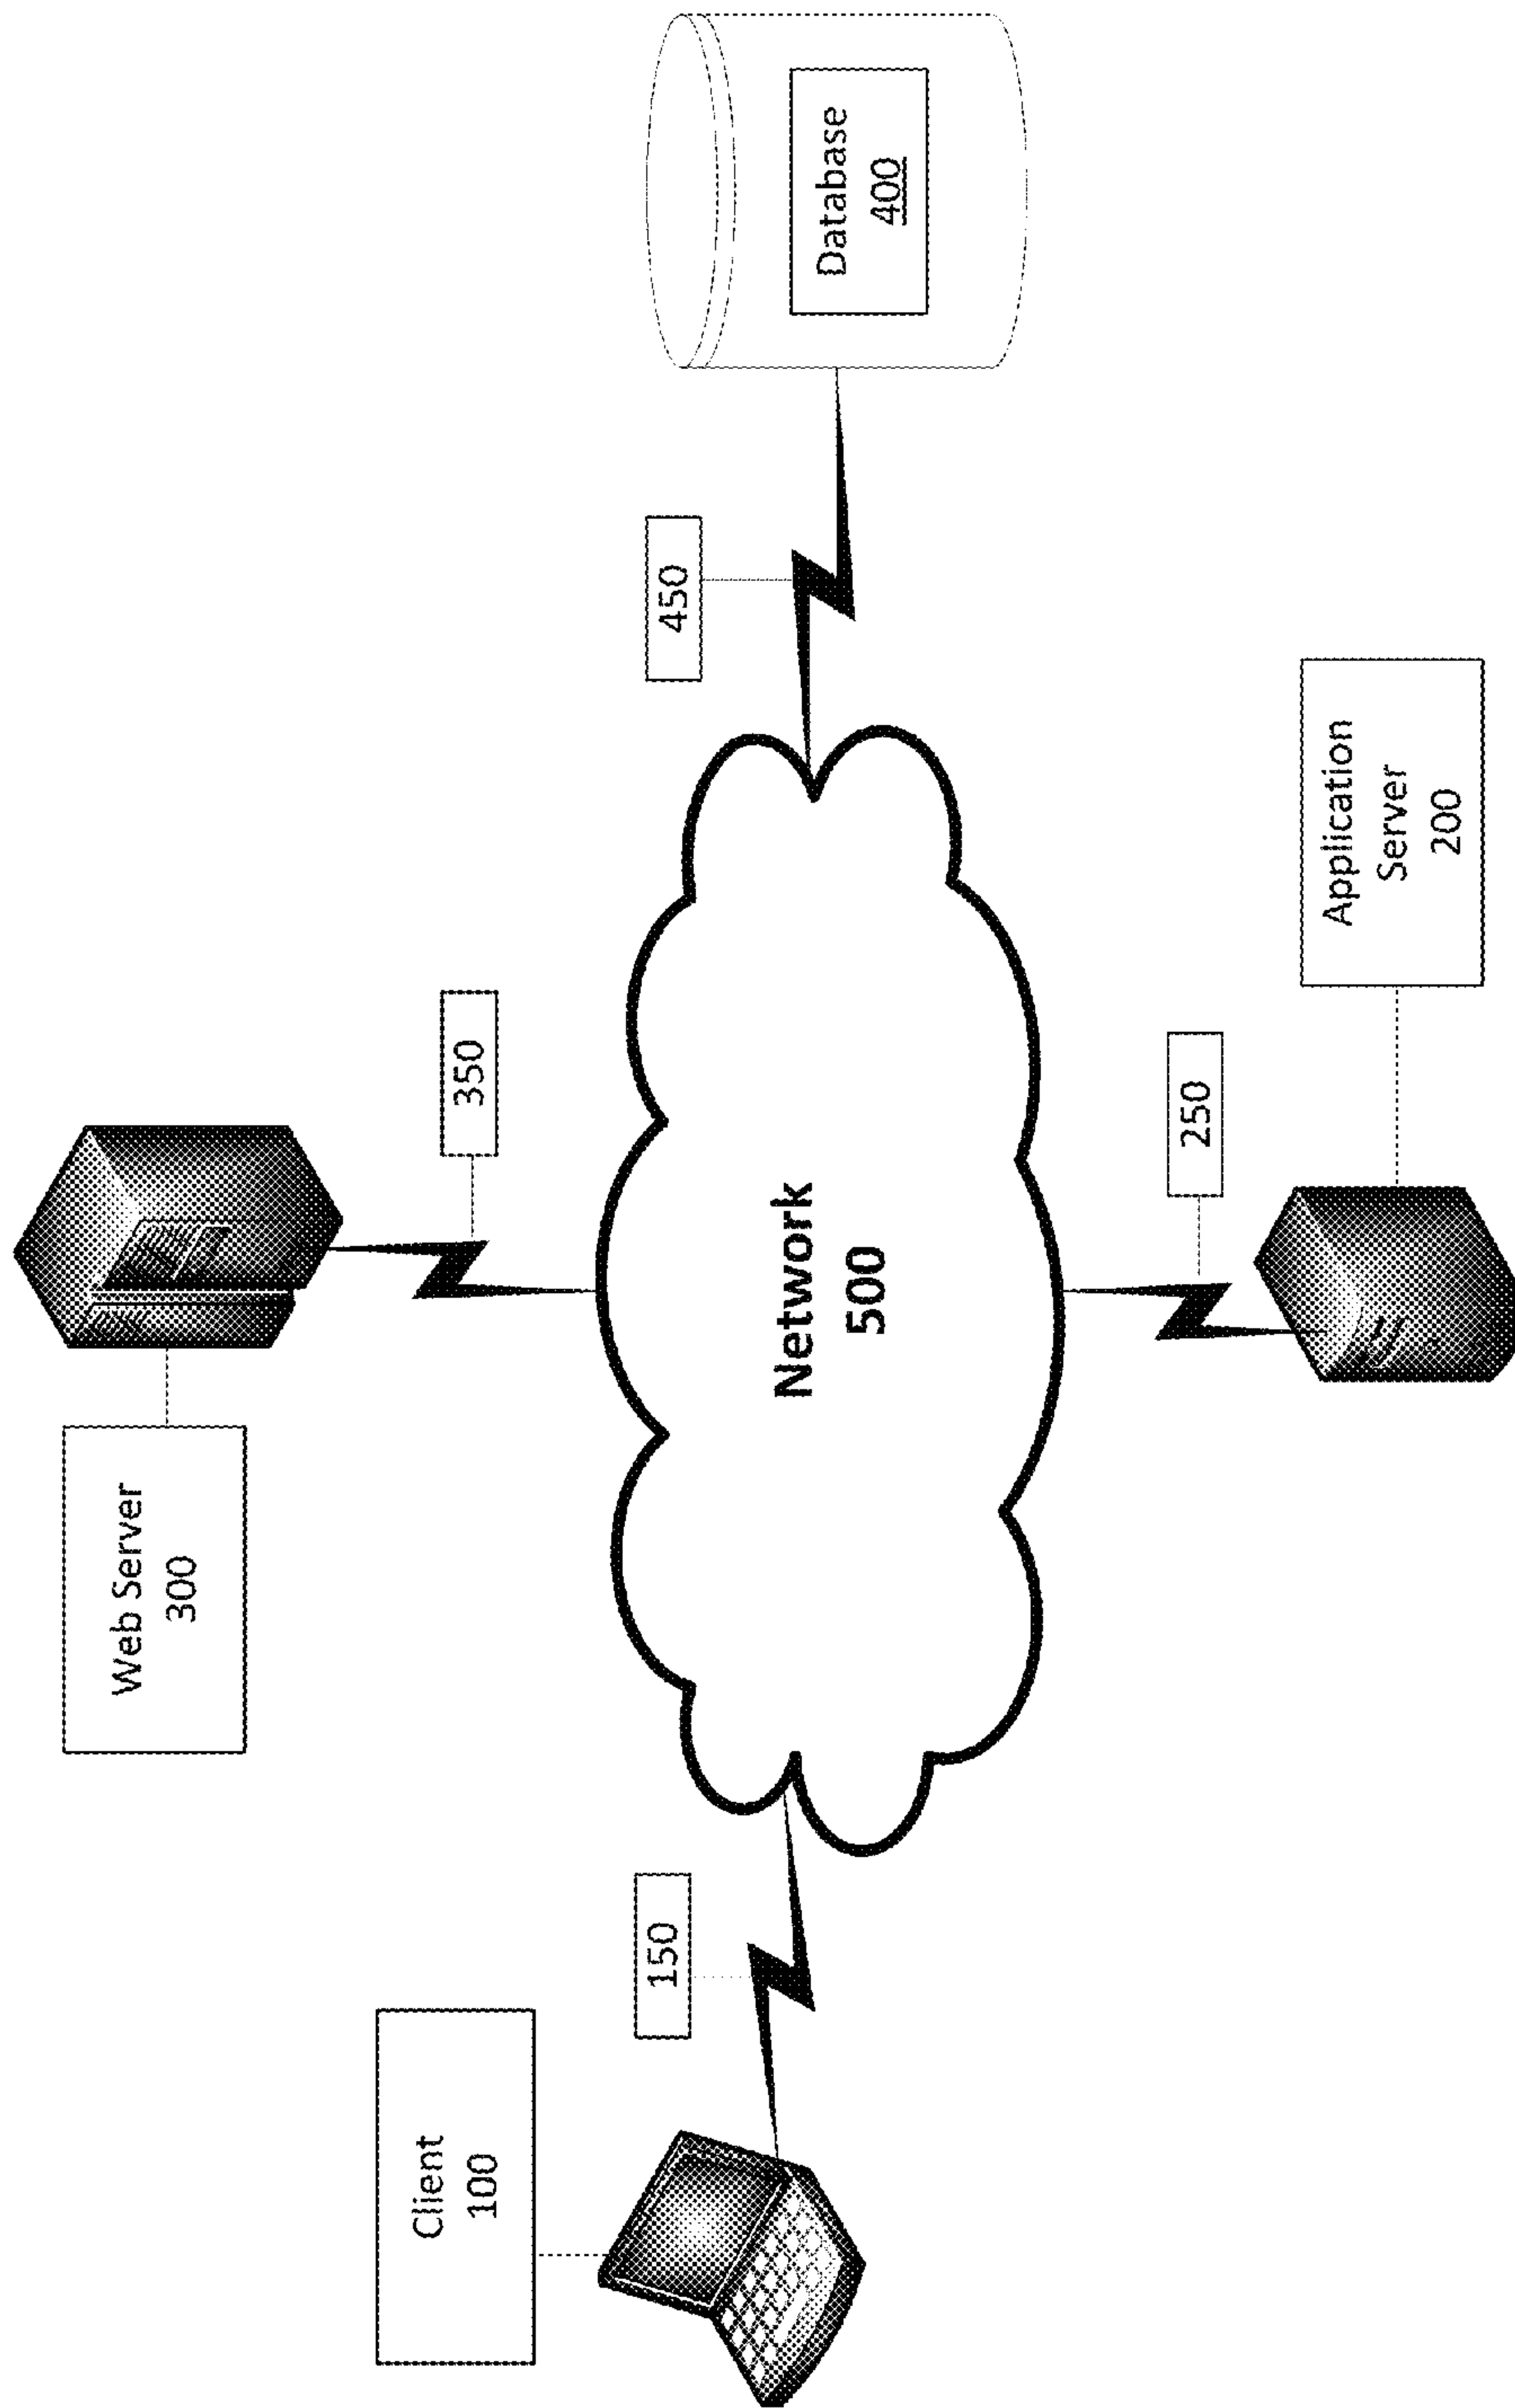 Web Server
300
350
Client
100
150
Network
500
450
Database
400
250
Application
Server
200